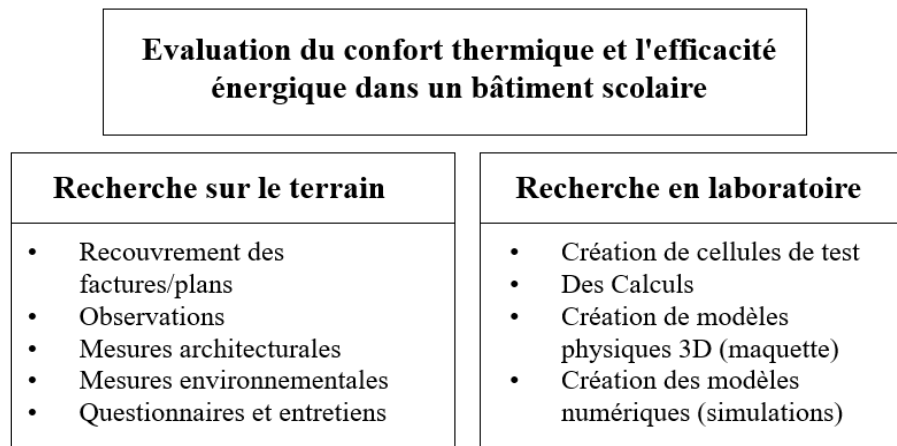 Evaluation du confort thermique et l'efficacité
énergique dans un bâtiment scolaire
Recherche sur le terrain
• Recouvrement des
factures/plans
• Observations
• Mesures architecturales
• Mesures environnementales
• Questionnaires et entretiens
Recherche en laboratoire
• Création de cellules de test
• Des Calculs
• Création de modèles
physiques 3D (maquette)
• Création des modèles
numériques (simulations)